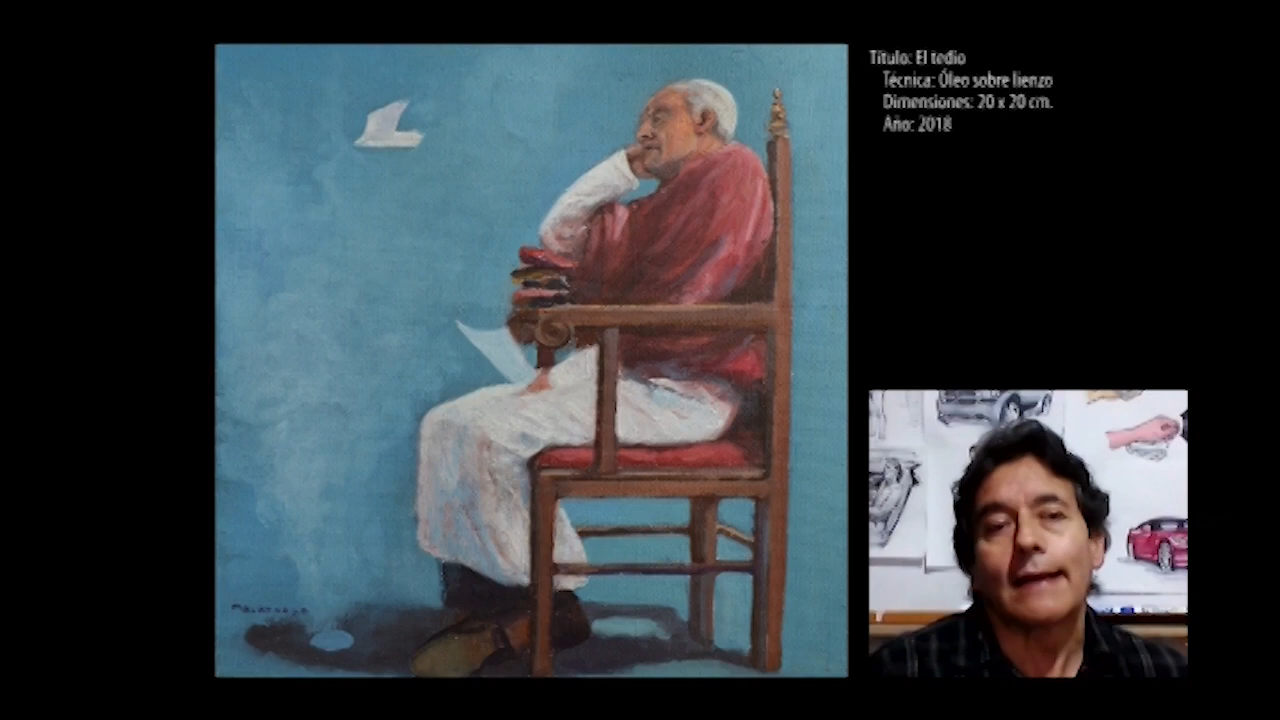 Título: El tedio
Técnica: Óleo sobre lienzo
Dimensiones: 20 x 20 cm.
Año: 2018